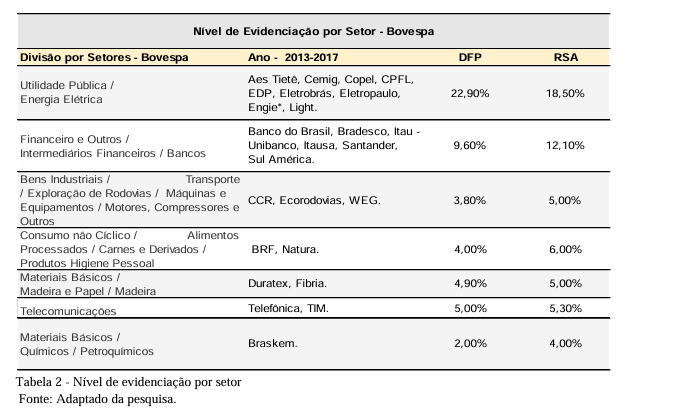 Nível de Evidenciação por Setor - Bovespa
Divisão por Setores - Bovespa Ano - 2013-2017 DFP RSA
Utilidade Pública /
Energia Elétrica
Aes Tietê, Cemig, Copel, CPFL,
EDP, Eletrobrás, Eletropaulo,
Engie*, Light.
22,90% 18,50%
Financeiro e Outros /
Intermediários Financeiros / Bancos
Banco do Brasil, Bradesco, Itau -
Unibanco, Itausa, Santander,
Sul América.
9,60% 12,10%
Bens Industriais / Transporte
/ Exploração de Rodovias / Máquinas e
Equipamentos / Motores, Compressores e
Outros
CCR, Ecorodovias, WEG. 3,80% 5,00%
Consumo não Cíclico / Alimentos
Processados / Carnes e Derivados /
Produtos Higiene Pessoal
BRF, Natura. 4,00% 6,00%
Materiais Básicos /
Madeira e Papel / Madeira
Duratex, Fibria. 4,90% 5,00%
Telecomunicações Telefônica, TIM. 5,00% 5,30%
Materiais Básicos /
Químicos / Petroquímicos
Braskem. 2,00% 4,00%
Tabela 2 - Nível de evidenciação por setor
Fonte: Adaptado da pesquisa.